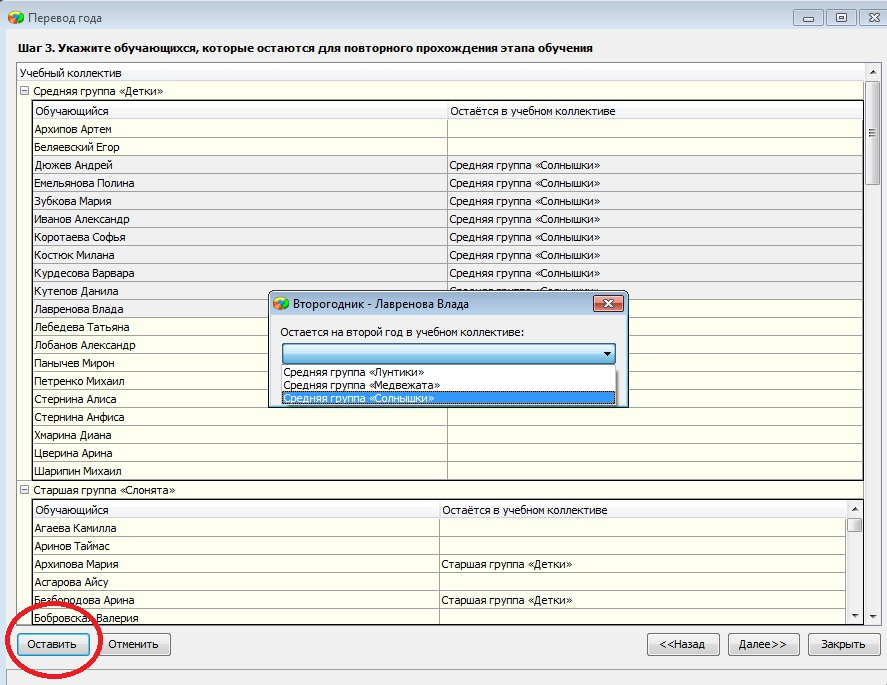 Перевод года
Шаг 3. Укажите обучающихся, которые остаются для повторного прохождения этапа обучения
Учебный коллектив
Средняя группа «Детки»
Обучающийся Остаётся в учебном коллективе
Архипов Артем
Беляевский Егор
Дюжев Андрей Средняя группа «Солнышки»
Емельянова Полина Средняя группа «Солнышки»
Зубкова Мария Средняя группа «Солнышки»
Иванов Александр Средняя группа «Солнышки»
Коротаева Софья Средняя группа «Солнышки»
Костюк Милана Средняя группа «Солнышки»
Курдесова Варвара Средняя группа «Солнышки»
Кутепов Данила Средняя группа «Солнышки»
Лавренова Влада
Лебедева Татьяна
Лобанов Александр
Панычев Мирон
Петренко Михаил
Стернина Алиса
Стернина Анфиса
Хмарина Диана
Цверина Арина
Шарипин Михаил
Второгодник - Лавренова Влада
Остается на второй год в учебном коллективе:
Средняя группа «Лунтики»
Средняя группа «Медвежата»
Средняя группа «Солнышки»
Старшая группа «Слонята»
Обучающийся Остаётся в учебном коллективе
Агаева Камилла
Аринов Таймас
Архипова Мария Старшая группа «Детки»
Асгарова Айсу
Безбородова Арина Старшая группа «Детки»
Бобровская Валерия
Оставить Отменить <<Назад Далее>> Закрыть